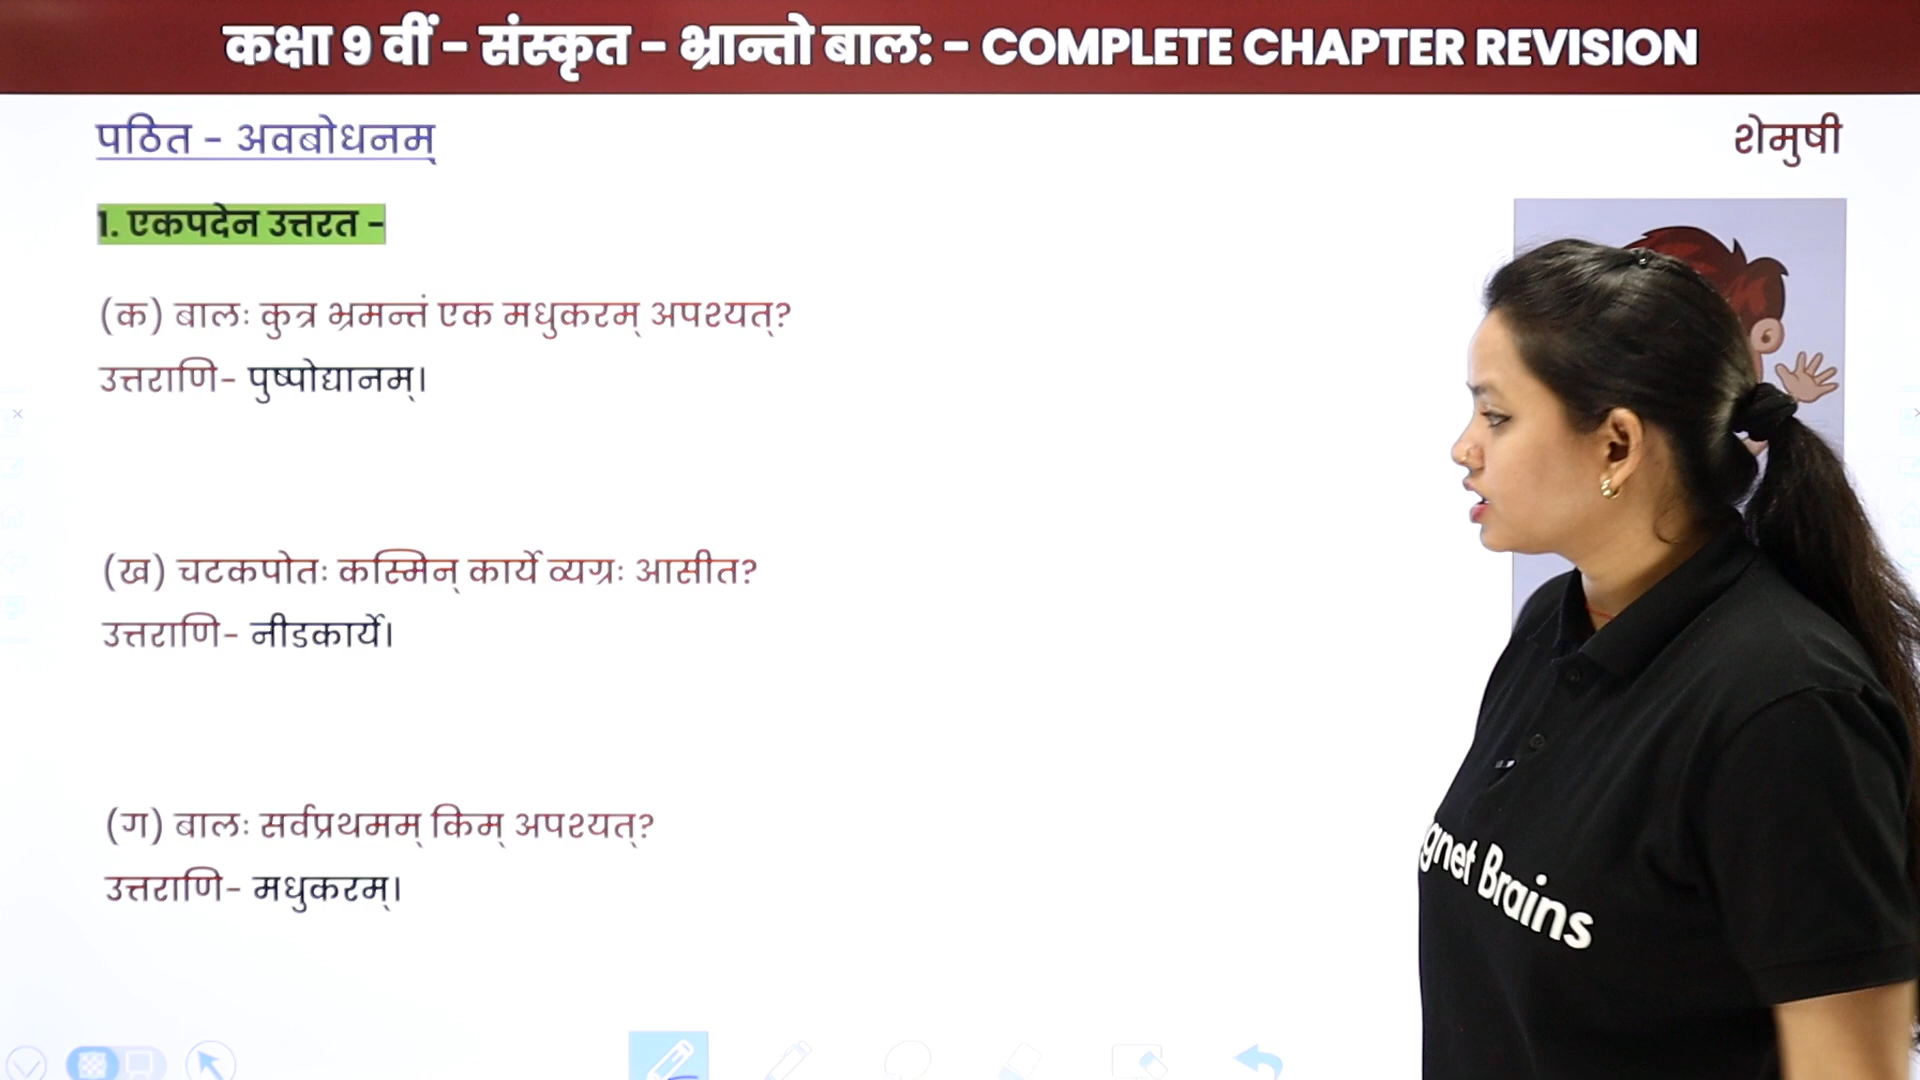 कक्षा 9 वीं - संस्कृत - भ्रान्तो बाल: - COMPLETE CHAPTER REVISION
पठित - अवबोधनम्
शेमुषी
1. एकपदेन उत्तरत -
(क) बालः कुत्र भ्रमन्तं एक मधुकरम् अपश्यत्?
उत्तराणि- पुष्पोद्यानम्।
(ख) चटकपोतः कस्मिन् कार्ये व्यग्रः आसीत?
उत्तराणि- नीडकार्ये।
(ग) बालः सर्वप्रथमम् किम् अपश्यत्?
उत्तराणि- मधुकरम्।
gnet Brains